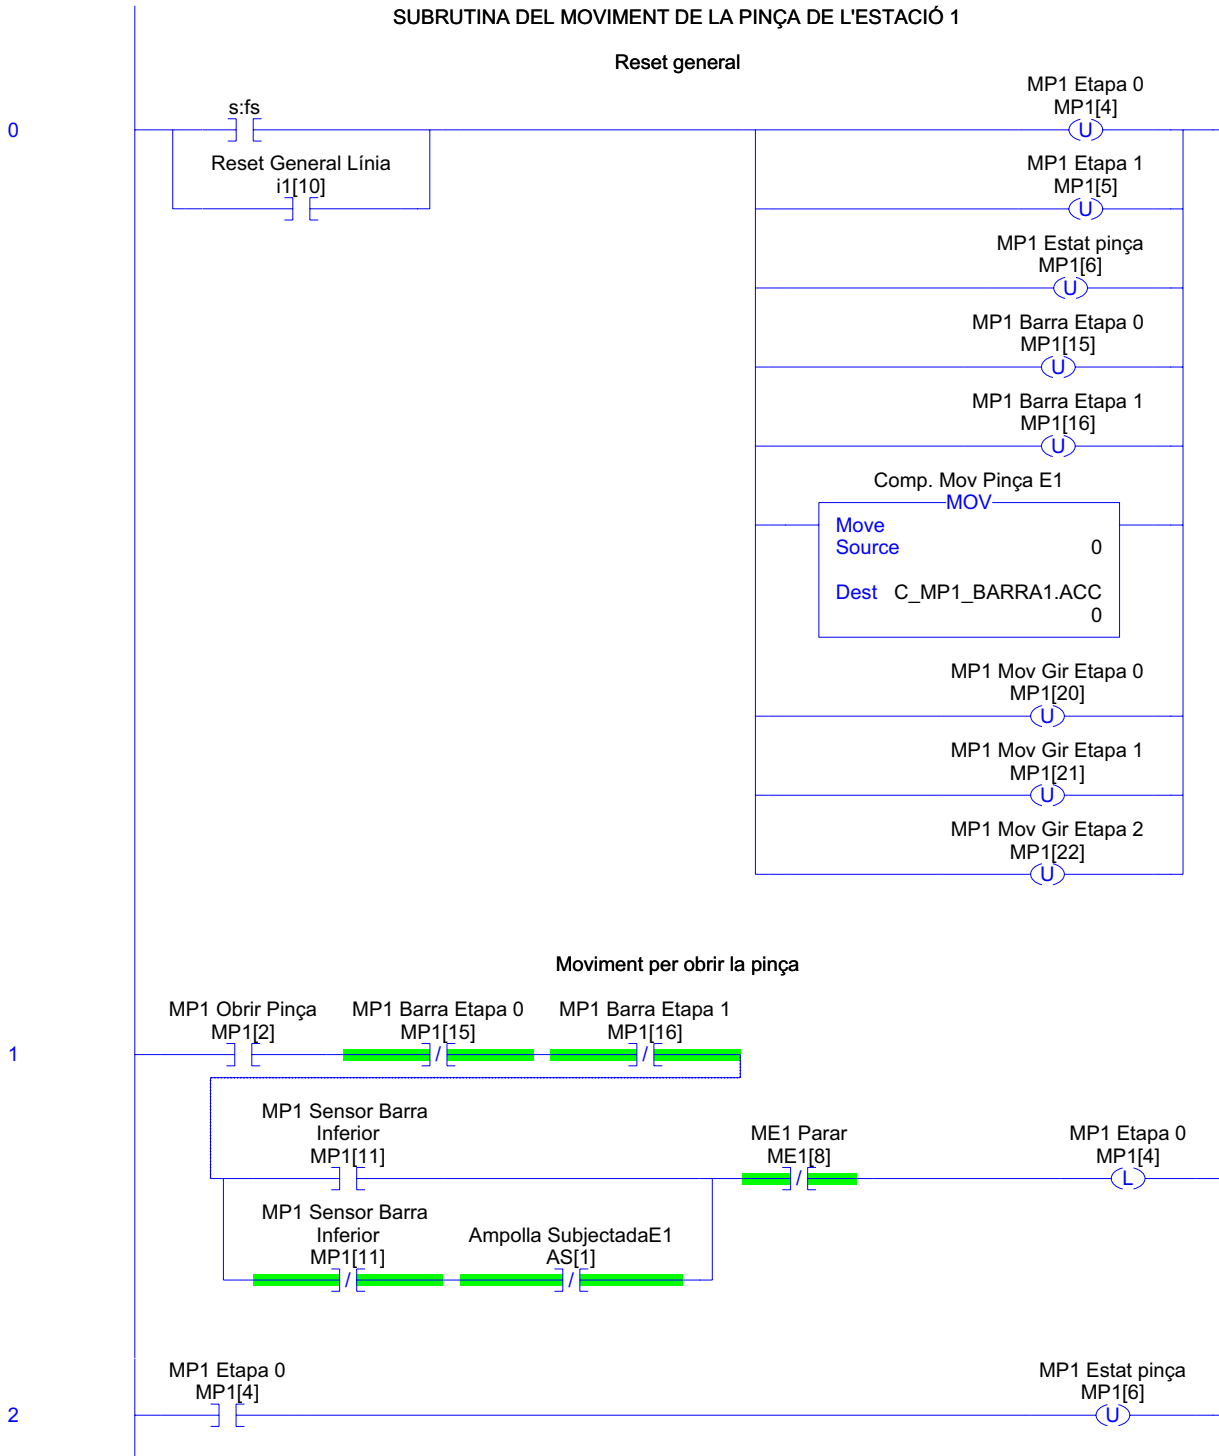 SUBRUTINA DEL MOVIMENT DE LA PINÇA DE L'ESTACIÓ 1
Reset general
0
s:fs
Reset General Línia
i1[10]
MP1 Etapa 0
MP1[4]
U
MP1 Etapa 1
MP1[5]
U
MP1 Estat pinça
MP1[6]
U
MP1 Barra Etapa 0
MP1[15]
U
MP1 Barra Etapa 1
MP1[16]
U
Comp. Mov Pinça E1
MOV
Move
Source 0
Dest C_MP1_BARRA1.ACC
0
MP1 Mov Gir Etapa 0
MP1[20]
U
MP1 Mov Gir Etapa 1
MP1[21]
U
MP1 Mov Gir Etapa 2
MP1[22]
U
Moviment per obrir la pinça
1
MP1 Obrir Pinça
MP1[2]
MP1 Barra Etapa 0
MP1[15]
/
MP1 Barra Etapa 1
MP1[16]
/
MP1 Sensor Barra
Inferior
MP1[11]
MP1 Sensor Barra
Inferior
MP1[11]
/
Ampolla SubjectadaE1
AS[1]
/
ME1 Parar
ME1[8]
/
MP1 Etapa 0
MP1[4]
L
2
MP1 Etapa 0
MP1[4]
MP1 Estat pinça
MP1[6]
U